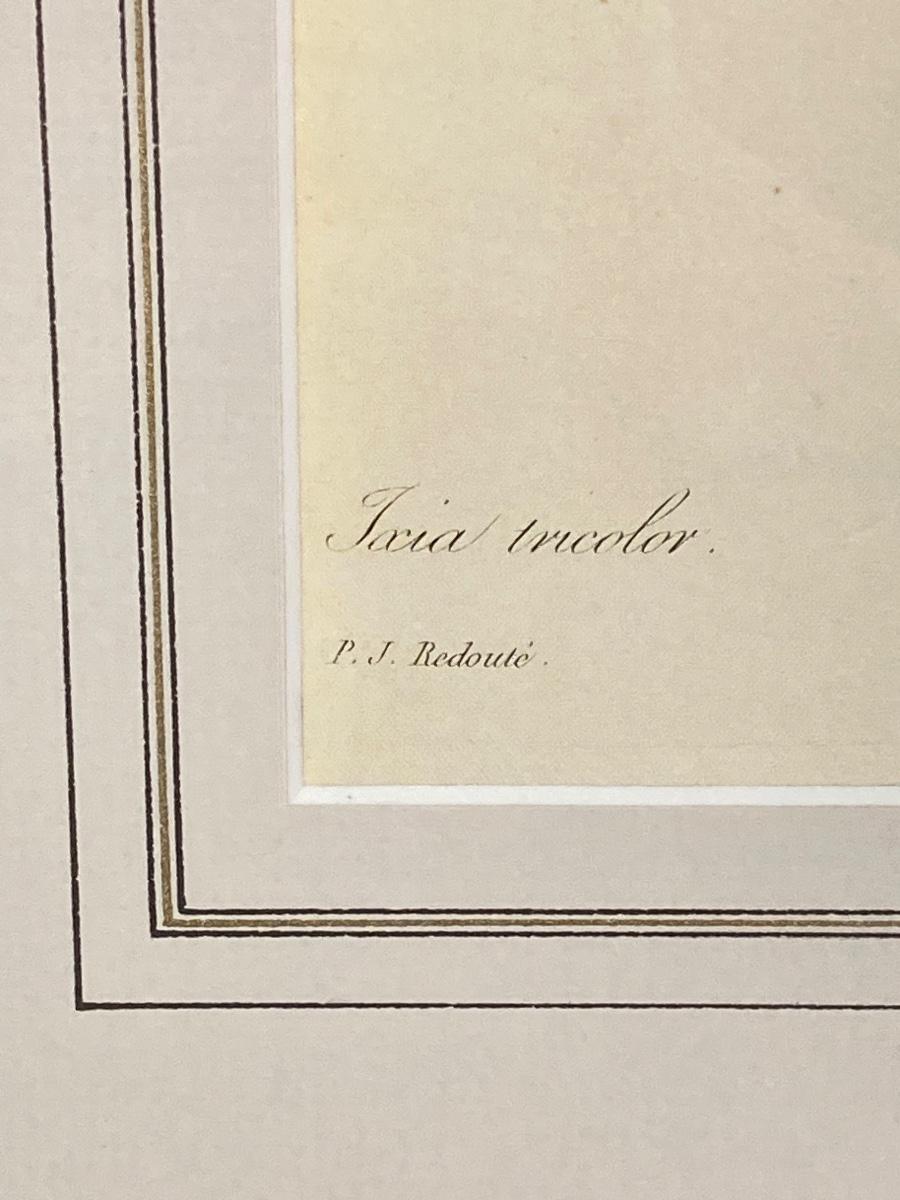 Ixia tricolor.
P. J. Redouté.